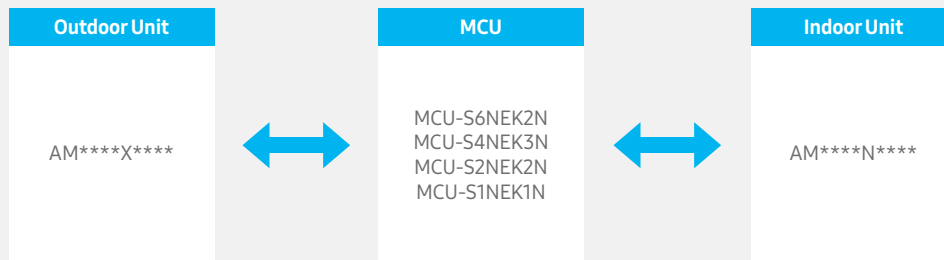 Outdoor Unit
MCU
Indoor Unit
AM****X****
MCU-S6NEK2N
MCU-S4NEK3N
MCU-S2NEK2N
MCU-S1NEK1N
AM****N****